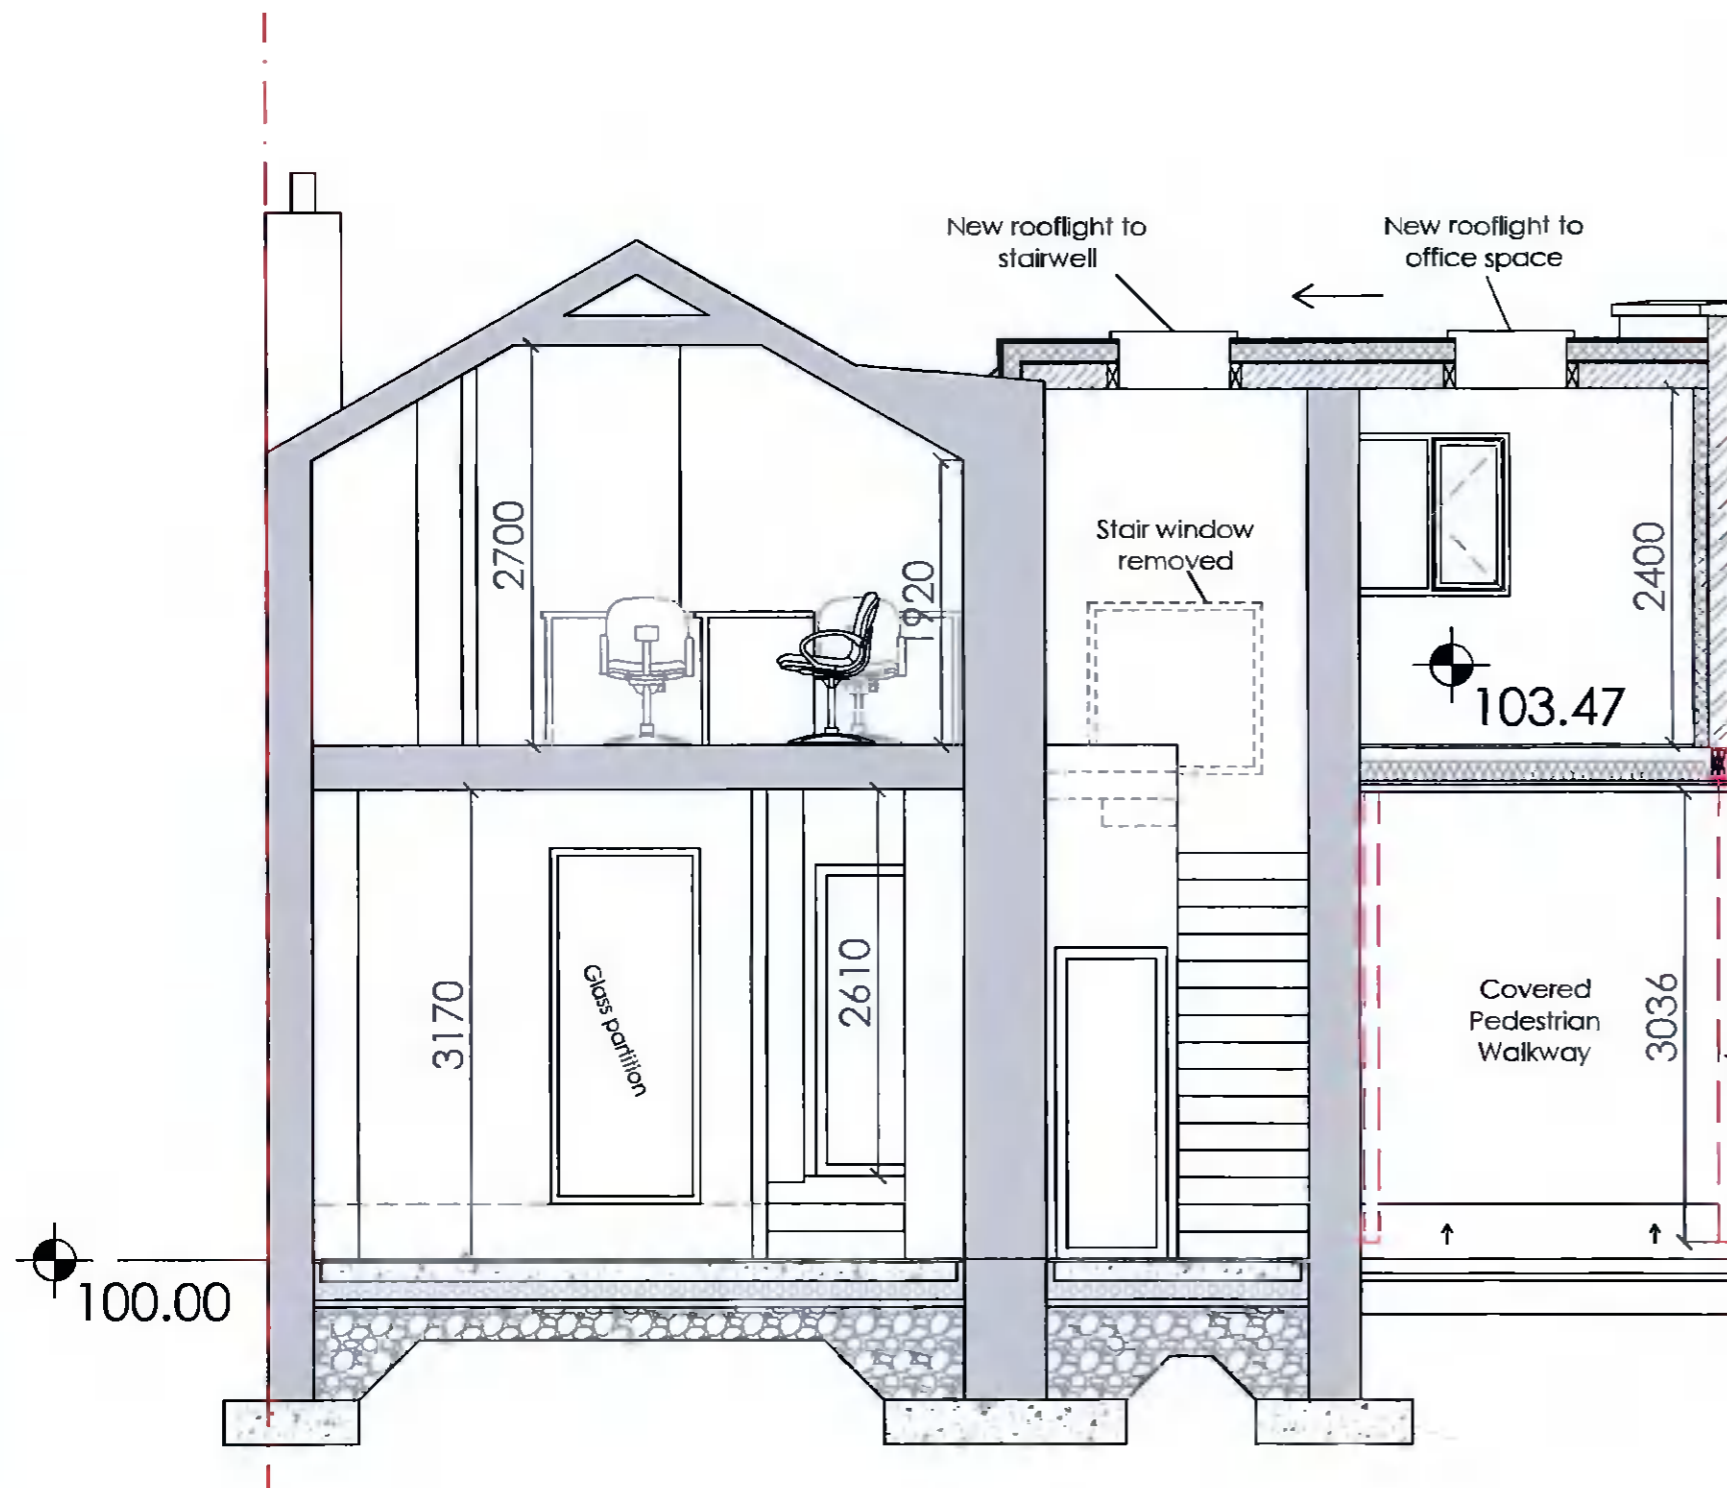 New rooflight to
stairwell
New rooflight to
office space
2700
1920
Stair window
removed
2400
103.47
3170
Glass partition
2610
Covered
Pedestrian
Walkway
3036
100.00